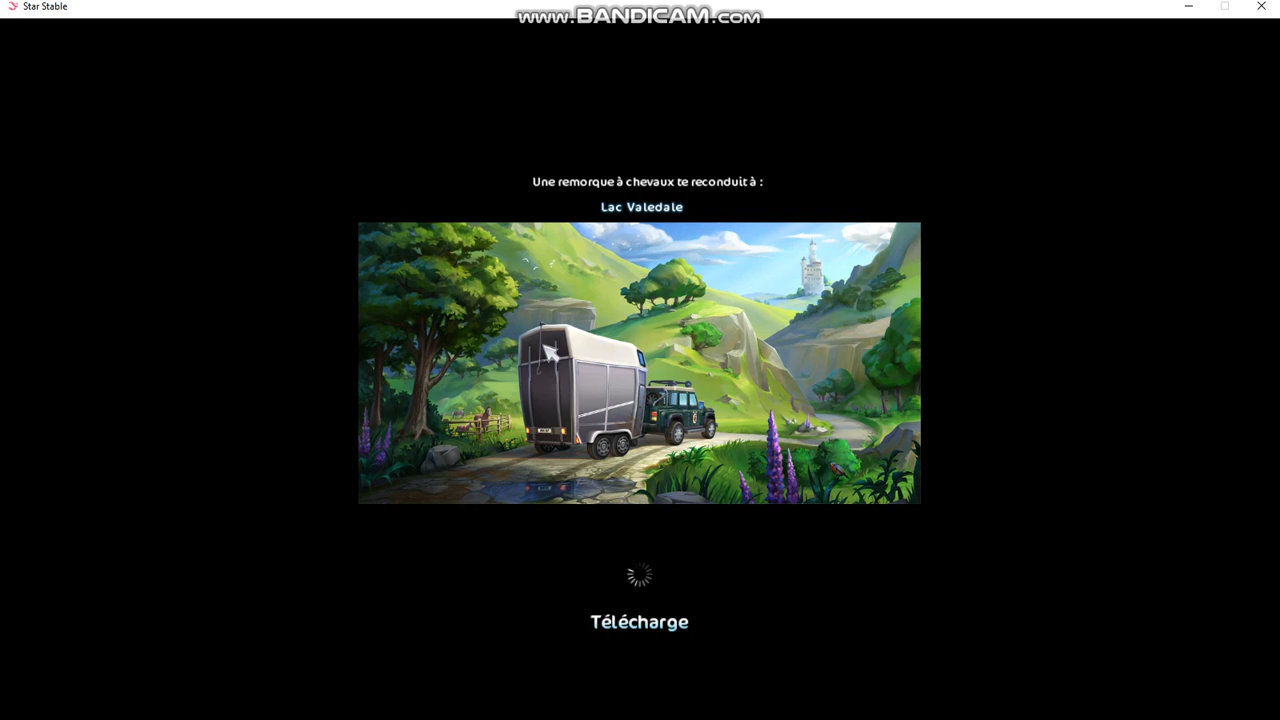 Star Stable
www.BANDICAM.com
Une remorque à chevaux te reconduit à :
Lac Valedale
Télécharge